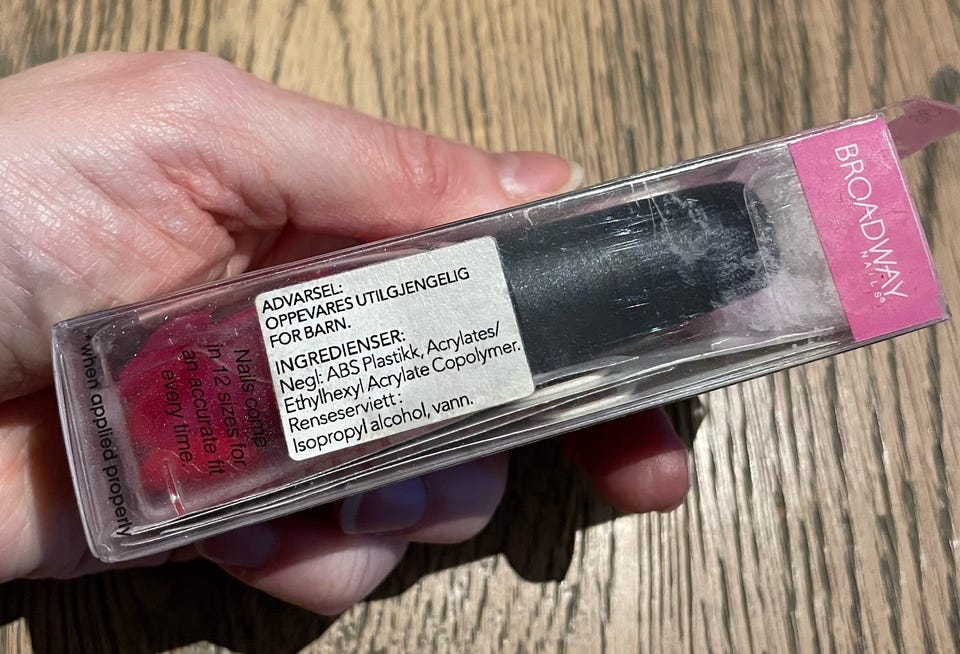 BROADWAY
NAILS®
ADVARSEL:
OPPEVARES UTILGJENGELIG
FOR BARN.
INGREDIENSER:
Negl: ABS Plastikk, Acrylates/
Ethylhexyl Acrylate Copolymer.
Renseserviett:
Isopropyl alcohol, vann.
Nails come
in 12 sizes for
an accurate fit
every time.
*when applied properly